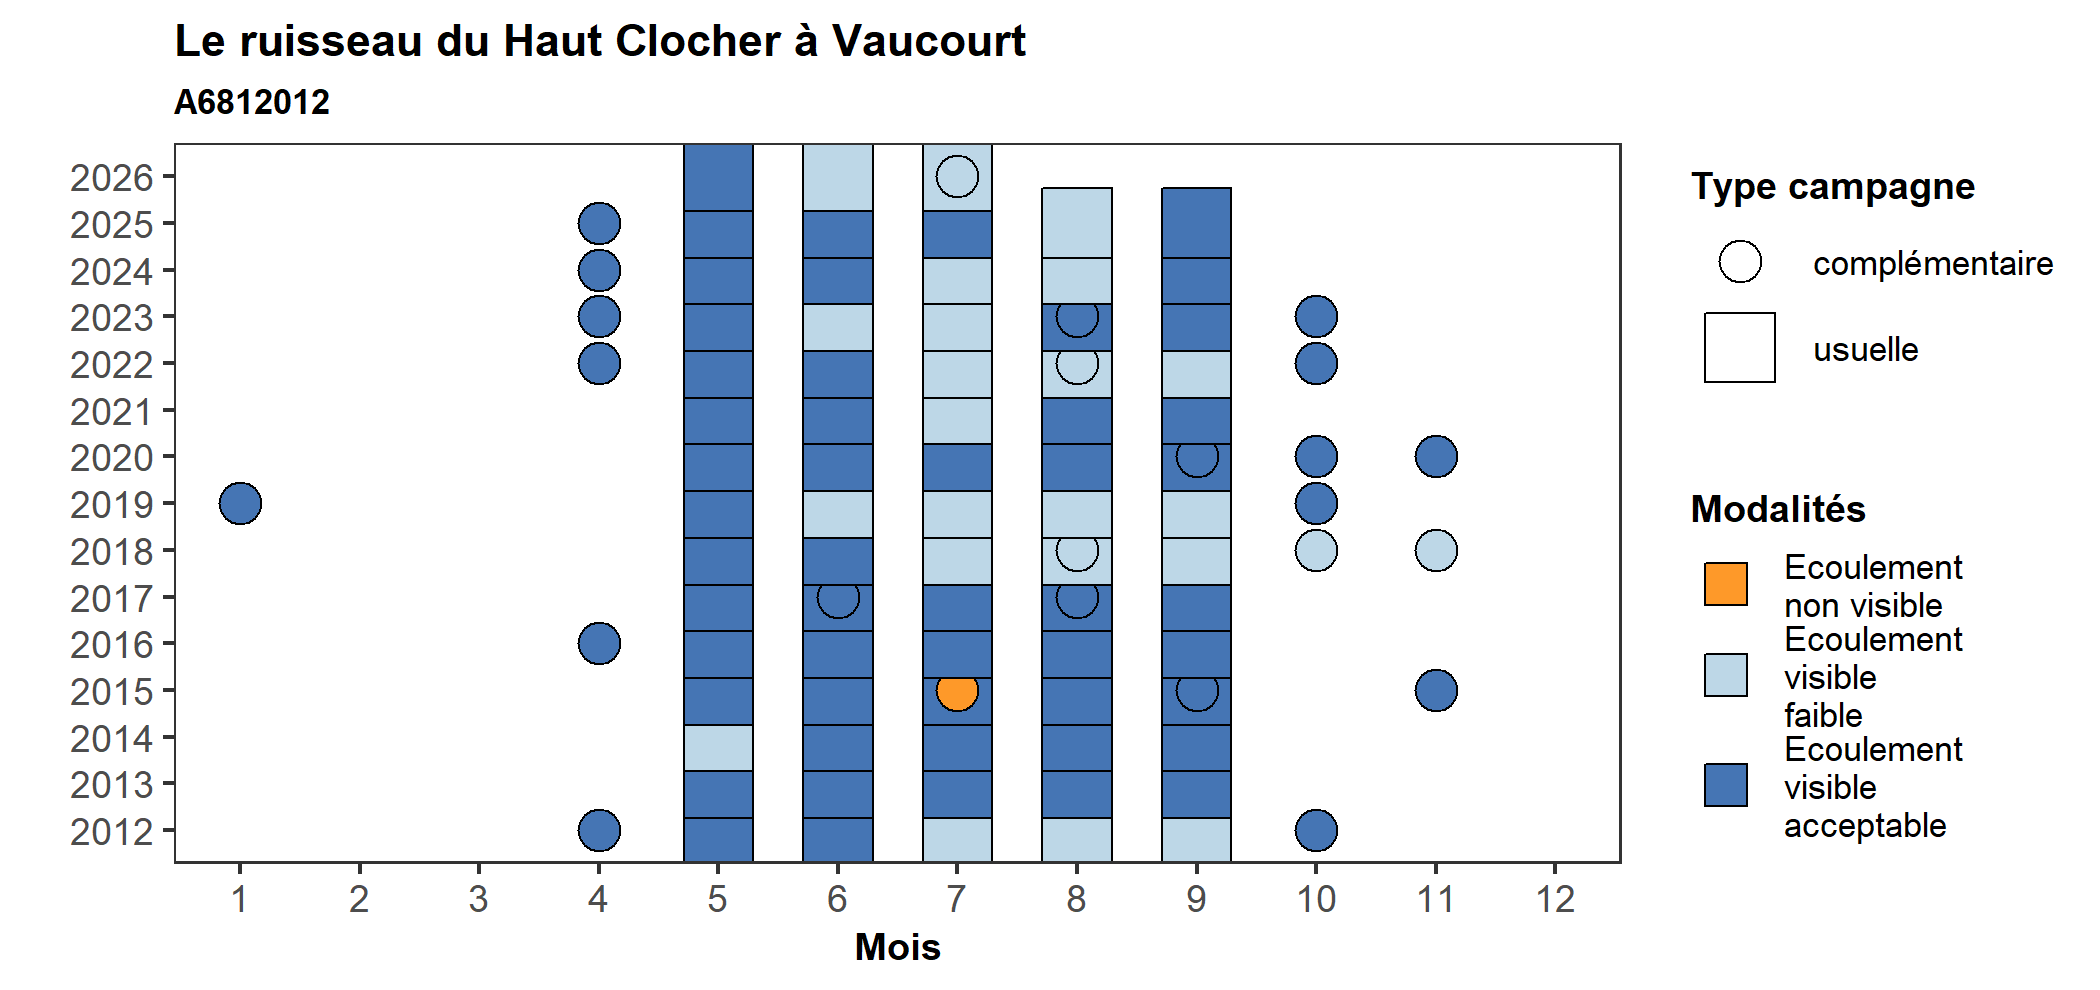 Le ruisseau du Haut Clocher à Vaucourt
A6812012
2026
2025
2024
2023
2022
2021
2020
2019
2018
2017
2016
2015
2014
2013
2012
1 2 3 4 5 6 7 8 9 10 11 12
Mois
Type campagne
complémentaire
usuelle
Modalités
Ecoulement
non visible
Ecoulement
visible
faible
Ecoulement
visible
acceptable